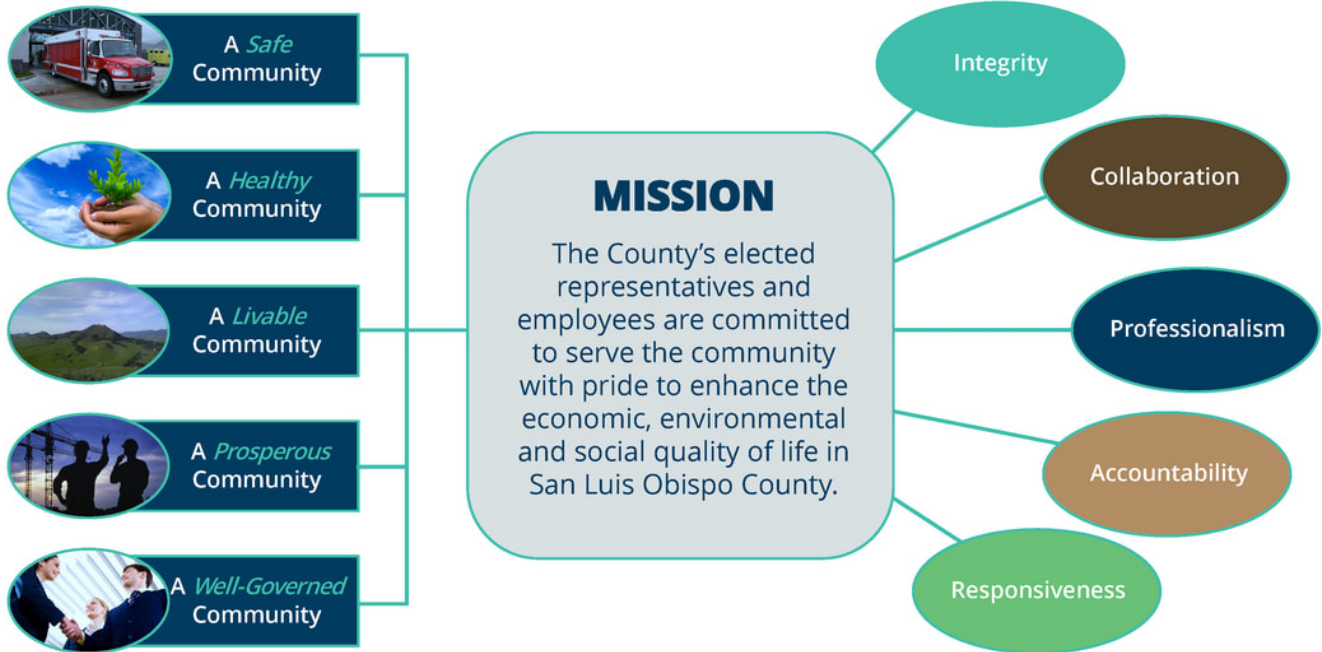 A Safe
Community
A Healthy
Community
A Livable
Community
A Prosperous
Community
A Well-Governed
Community
MISSION
The County’s elected
representatives and
employees are committed
to serve the community
with pride to enhance the
economic, environmental
and social quality of life in
San Luis Obispo County.
Integrity
Collaboration
Professionalism
Accountability
Responsiveness